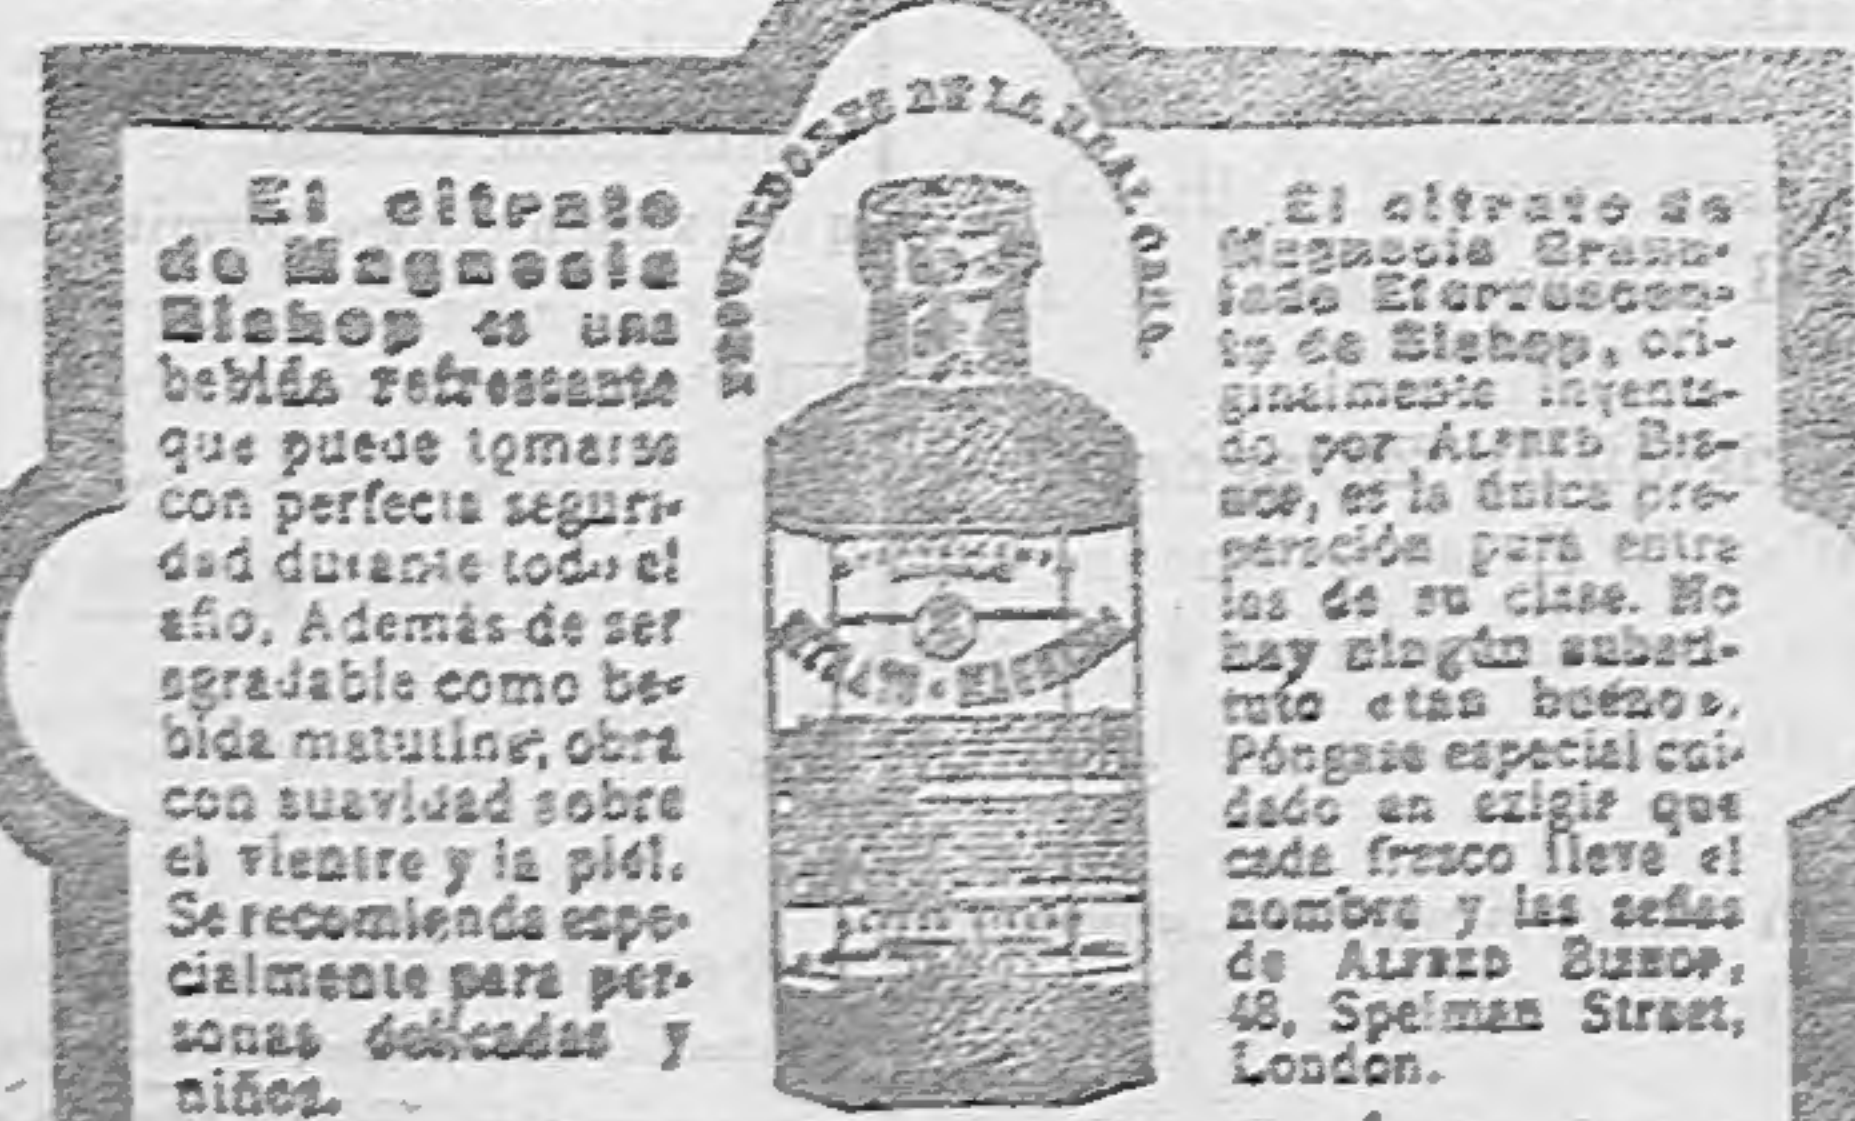 PROVEEDORES DE LA REAL CASA.
El citrato
de Magnesia
Bishop es una
bebida refrescante
que puede tomarse
con perfecta seguri-
dad durante todo el
año. Además de ser
agradable como be-
bida matutina, obra
con suavidad sobre
el vientre y la piel.
Se recomienda espe-
cialmente para per-
sonas delicadas y
niños.
CITRATE MAGNESIA
El citrato de
Magnesia Granu-
lado Efervescen-
te de Bishop, ori-
ginalmente inventa-
do por ALFRED BIS-
HOP, es la única pre-
paración pura entre
las de su clase. No
hay ningún substi-
tuto «tan bueno».
Póngase especial cui-
dado en exigir que
cada frasco lleve el
nombre y las señas
de ALFRED BISHOP,
48, Spelman Street,
London.